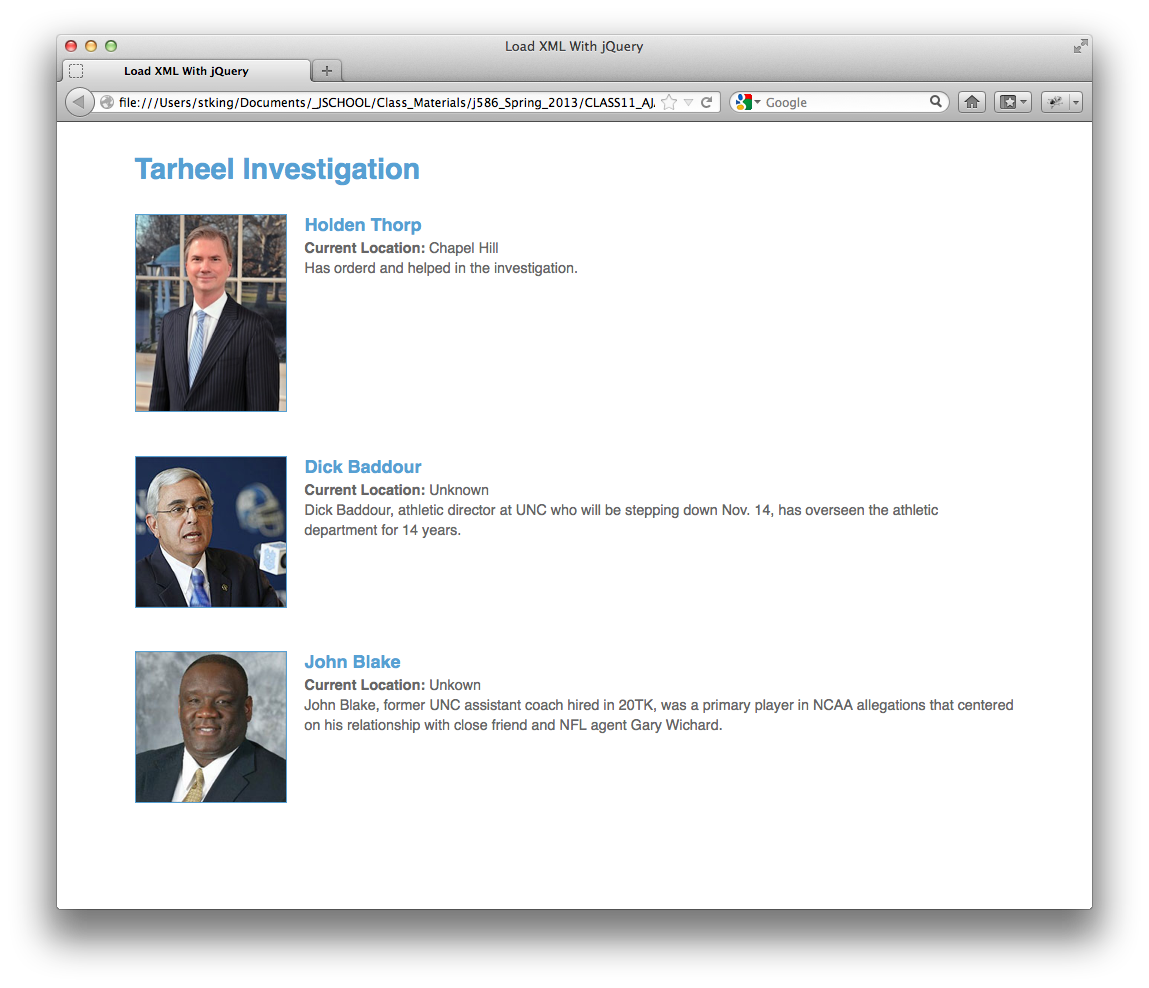 Load XML With jQuery
Load XML With jQuery
file:///Users/stking/Documents/_JSCHOOL/Class_Materials/j586_Spring_2013/CLASS11_AJ
Google
Tarheel Investigation
Holden Thorp
Current Location: Chapel Hill
Has orderd and helped in the investigation.
Dick Baddour
Current Location: Unknown
Dick Baddour, athletic director at UNC who will be stepping down Nov. 14, has overseen the athletic
department for 14 years.
John Blake
Current Location: Unkown
John Blake, former UNC assistant coach hired in 20TK, was a primary player in NCAA allegations that centered
on his relationship with close friend and NFL agent Gary Wichard.